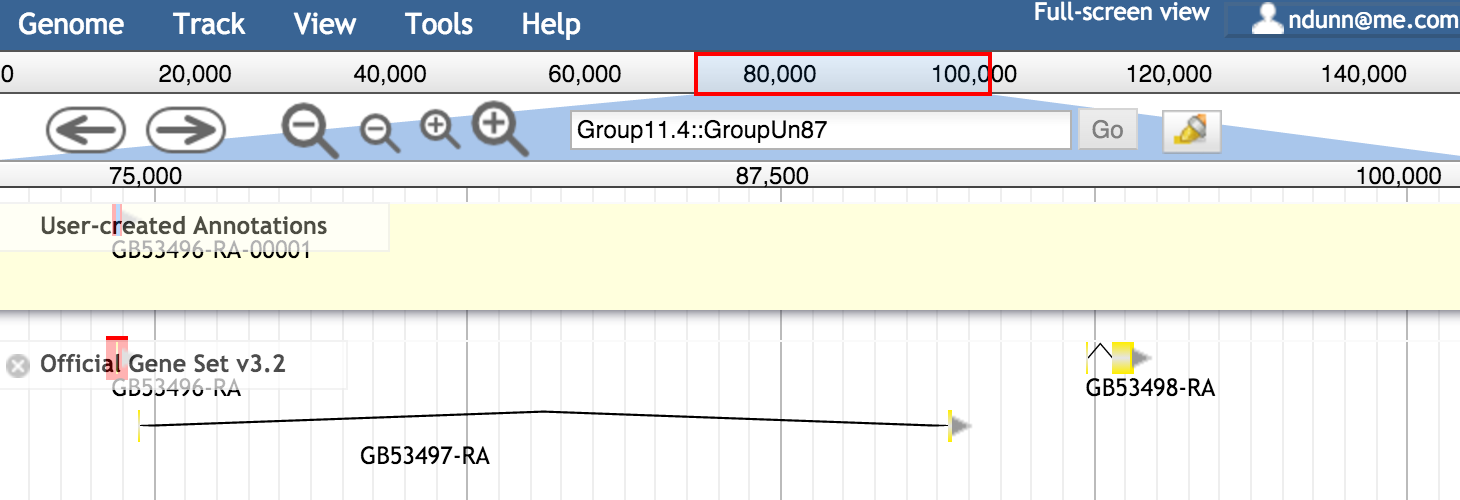 Genome Track View Tools Help Full-screen view ndunn@me.com
0 20,000 40,000 60,000 80,000 100,000 120,000 140,000
Group11.4::GroupUn87 Go
75,000 87,500 100,000
User-created Annotations
GB53496-RA-00001
Official Gene Set v3.2
GB53496-RA GB53498-RA
GB53497-RA